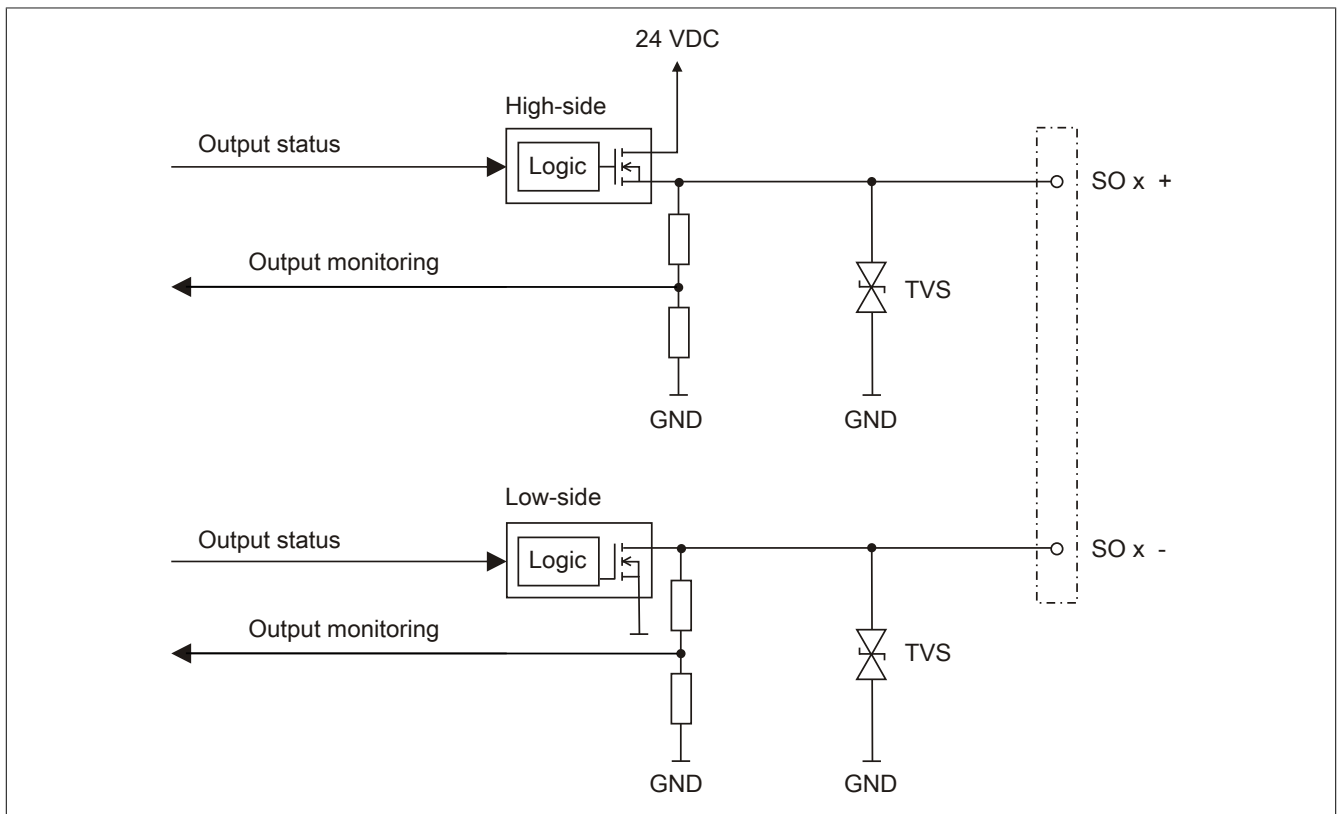 24 VDC
High-side
Output status
Logic
SO x +
Output monitoring
TVS
GND
GND
Low-side
Output status
Logic
SO x -
Output monitoring
TVS
GND
GND